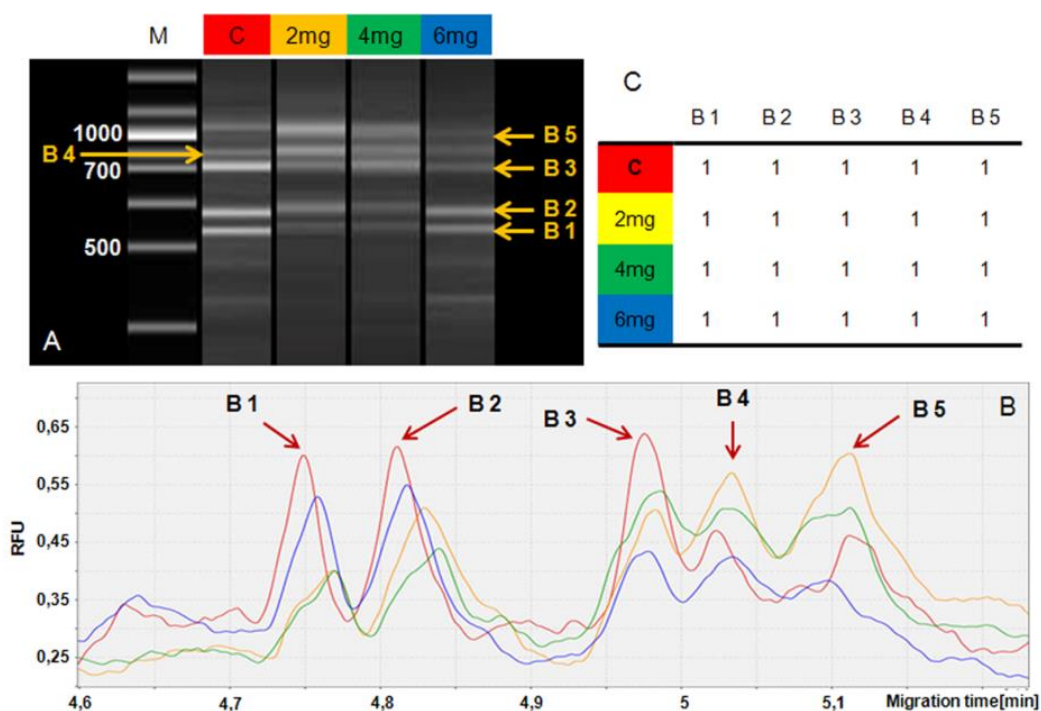 M C 2mg 4mg 6mg
1000
B 4
700
500
B 5
B 3
B 2
B 1
A
C
B 1 B 2 B 3 B 4 B 5
C 1 1 1 1 1
2mg 1 1 1 1 1
4mg 1 1 1 1 1
6mg 1 1 1 1 1
B 1 B 2 B 3 B 4 B 5 B
0,65
0,55
0,45
0,35
0,25
RFU
4,6 4,7 4,8 4,9 5 5,1 Migration time[min]